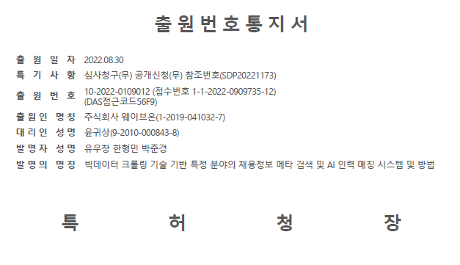 출 원 번 호 통 지 서
출 원 일 자 2022.08.30
특 기 사 항 심사청구(무) 공개신청(무) 참조번호(SDP20221173)
출 원 번 호 10-2022-0109012 (접수번호 1-1-2022-0909735-12)
(DAS접근코드56F9)
출원인 명칭 주식회사 웨이브온(1-2019-041032-7)
대리인 성명 윤귀상(9-2010-000843-8)
발명자 성명 유우창 한형민 박준경
발명의 명칭 빅데이터 크롤링 기술 기반 특정 분야의 채용정보 메타 검색 및 AI 인력 매칭 시스템 및 방법
특 허 청 장